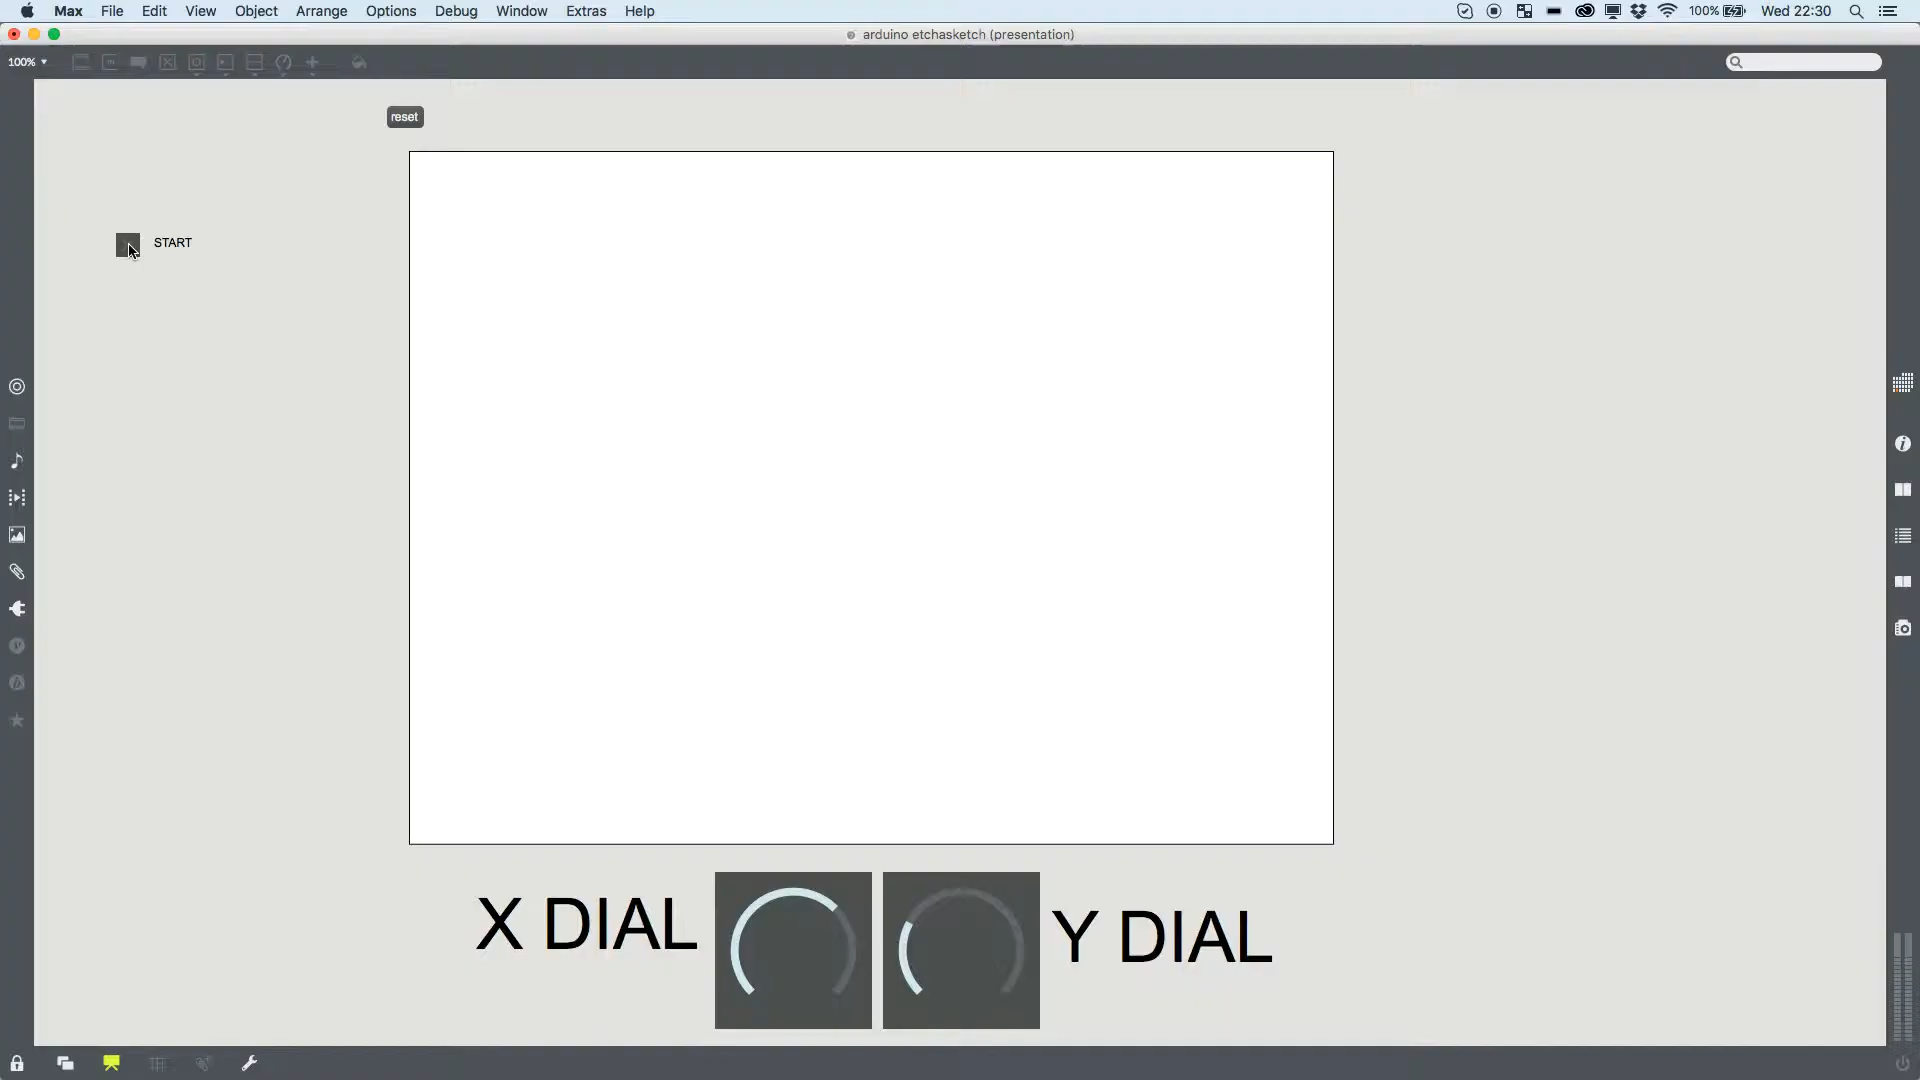 Max File Edit View Object Arrange Options Debug Window Extras Help 100% Wed 22:30
arduino etchasketch (presentation)
100%
reset
START
X DIAL
Y DIAL